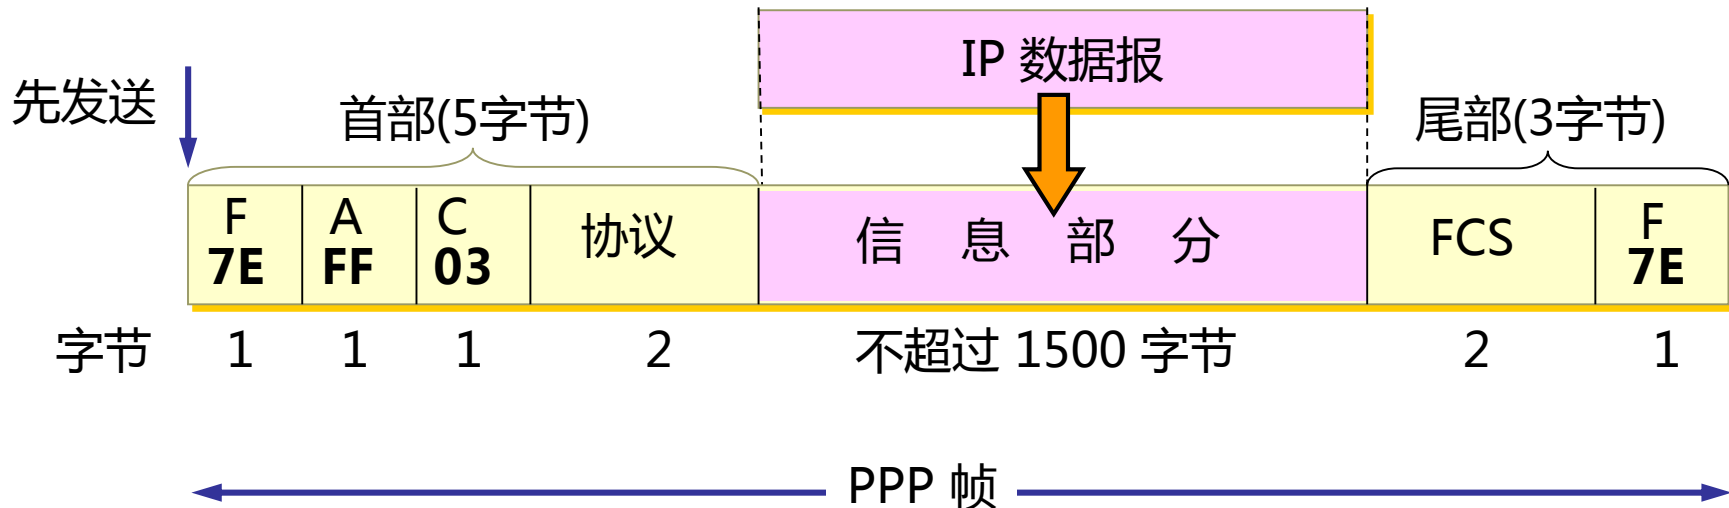 IP 数据报
先发送
首部(5字节)
尾部(3字节)
F A C 协议 信息部分 FCS F
7E FF 03 7E
字节 1 1 1 2 不超过 1500 字节 2 1
PPP 帧